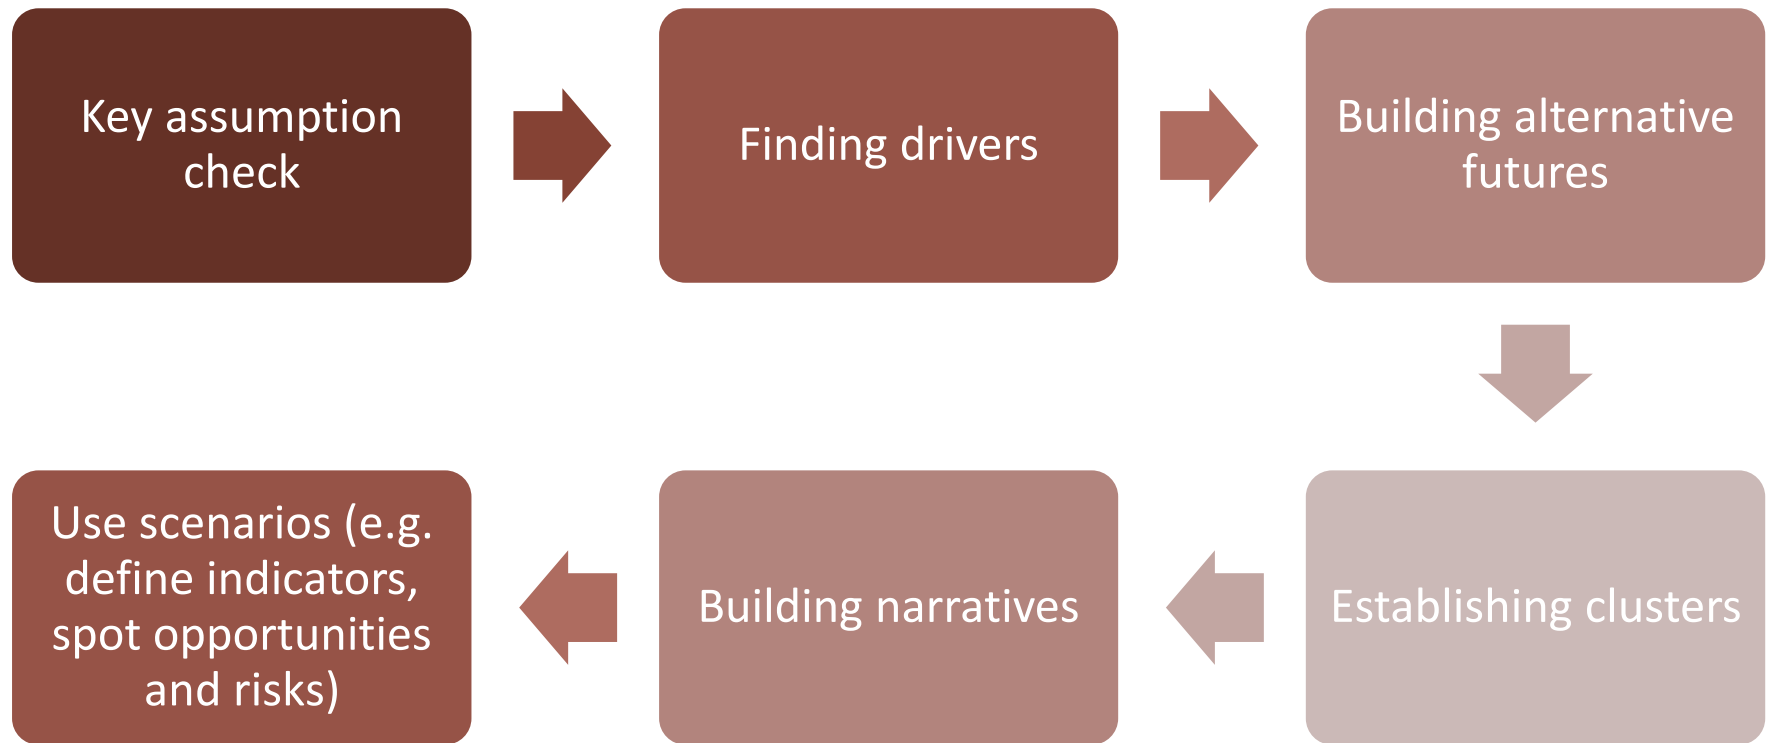 Key assumption
check
Finding drivers
Building alternative
futures
Use scenarios (e.g.
define indicators,
spot opportunities
and risks)
Building narratives
Establishing clusters